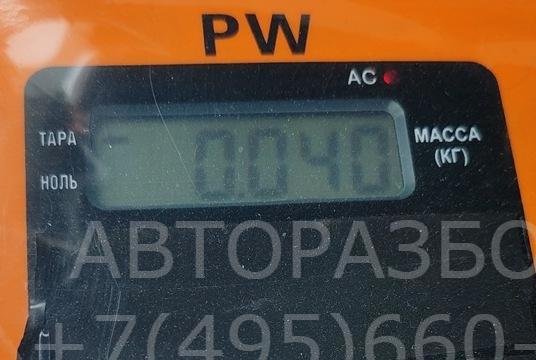 PW
AC
ТАРА
0.040
МАССА
(КГ)
НОЛЬ
АВТОРАЗБО
+7(495)660-